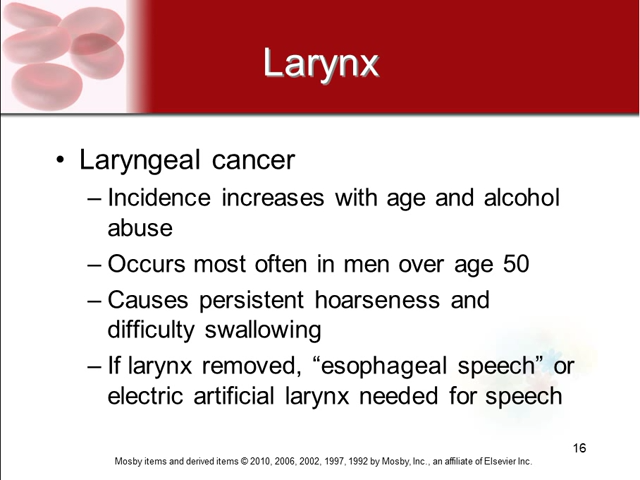 Larynx
• Laryngeal cancer
– Incidence increases with age and alcohol
abuse
– Occurs most often in men over age 50
– Causes persistent hoarseness and
difficulty swallowing
– If larynx removed, “esophageal speech” or
electric artificial larynx needed for speech
16
Mosby items and derived items © 2010, 2006, 2002, 1997, 1992 by Mosby, Inc., an affiliate of Elsevier Inc.